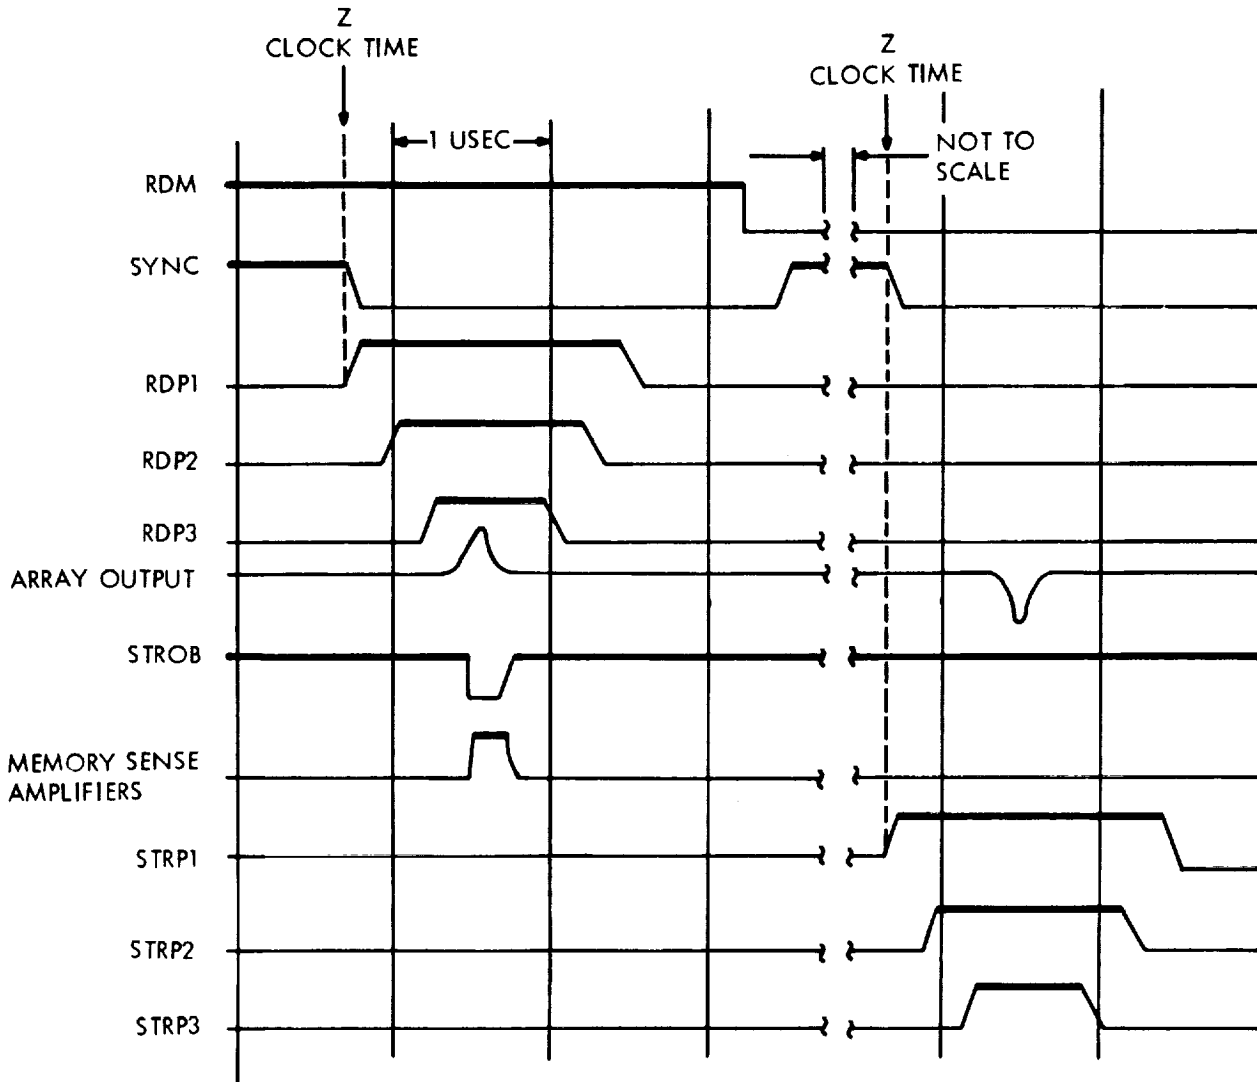 Z
CLOCK TIME
Z
CLOCK TIME
1 USEC
NOT TO
SCALE
RDM
SYNC
RDP1
RDP2
RDP3
ARRAY OUTPUT
STROB
MEMORY SENSE
AMPLIFIERS
STRP1
STRP2
STRP3